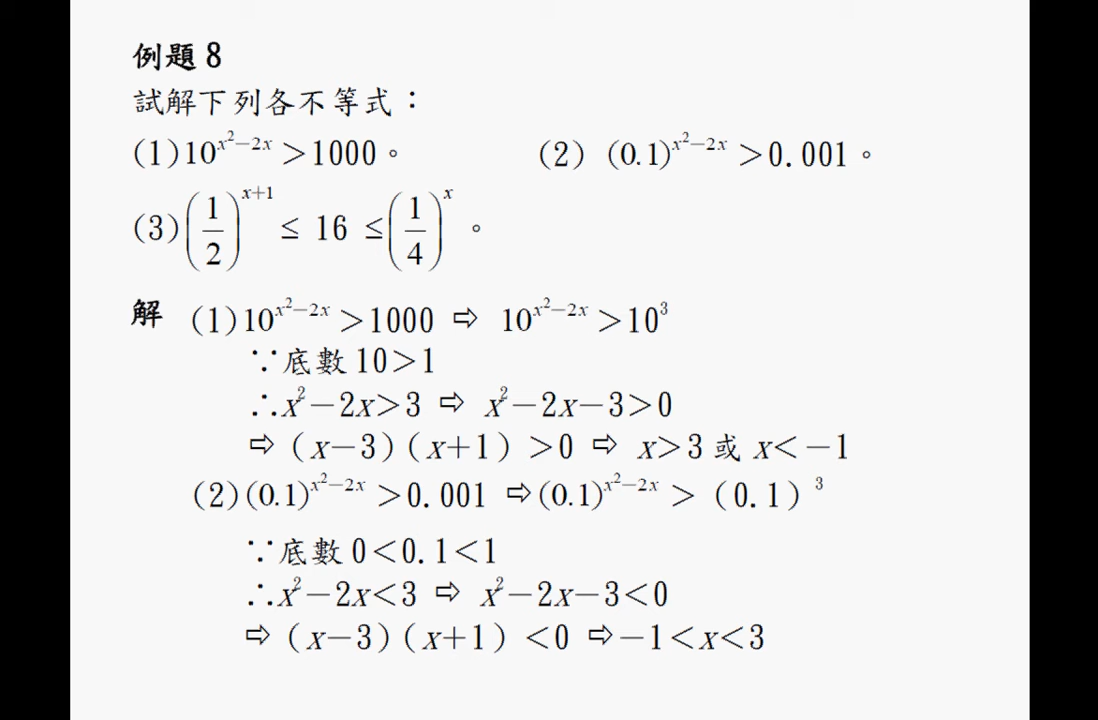 例題 8
試解下列各不等式：
(1) 10^{x²－2x}＞1000。 (2) (0.1)^{x²－2x}＞0.001。
(3) (1/2)^{x+1} ≤ 16 ≤ (1/4)^x 。
解 (1) 10^{x²－2x}＞1000 ⇨ 10^{x²－2x}＞10³
∵底數 10＞1
∴x²－2x＞3 ⇨ x²－2x－3＞0
⇨ (x－3)(x＋1)＞0 ⇨ x＞3 或 x＜－1
(2) (0.1)^{x²－2x}＞0.001 ⇨ (0.1)^{x²－2x}＞(0.1)³
∵底數 0＜0.1＜1
∴x²－2x＜3 ⇨ x²－2x－3＜0
⇨ (x－3)(x＋1)＜0 ⇨－1＜x＜3